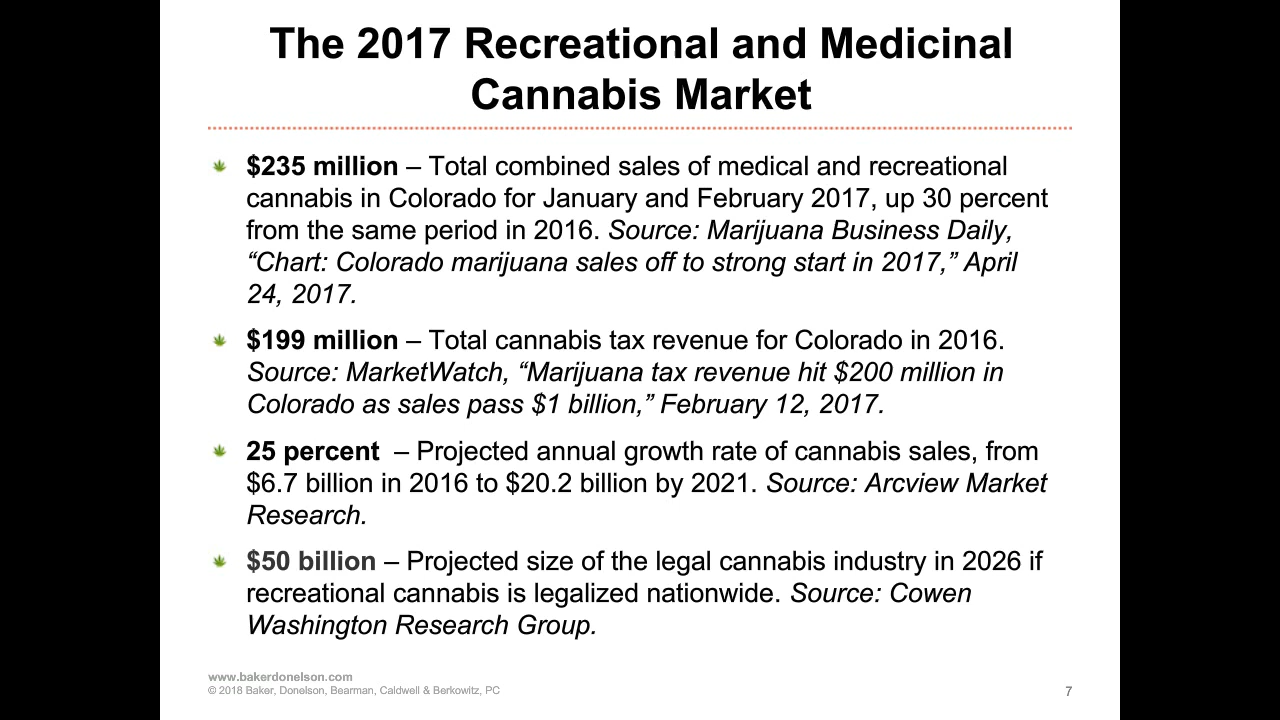 The 2017 Recreational and Medicinal
Cannabis Market
$235 million – Total combined sales of medical and recreational
cannabis in Colorado for January and February 2017, up 30 percent
from the same period in 2016. Source: Marijuana Business Daily,
“Chart: Colorado marijuana sales off to strong start in 2017,” April
24, 2017.
$199 million – Total cannabis tax revenue for Colorado in 2016.
Source: MarketWatch, “Marijuana tax revenue hit $200 million in
Colorado as sales pass $1 billion,” February 12, 2017.
25 percent  – Projected annual growth rate of cannabis sales, from
$6.7 billion in 2016 to $20.2 billion by 2021. Source: Arcview Market
Research.
$50 billion – Projected size of the legal cannabis industry in 2026 if
recreational cannabis is legalized nationwide. Source: Cowen
Washington Research Group.
www.bakerdonelson.com
© 2018 Baker, Donelson, Bearman, Caldwell & Berkowitz, PC
7